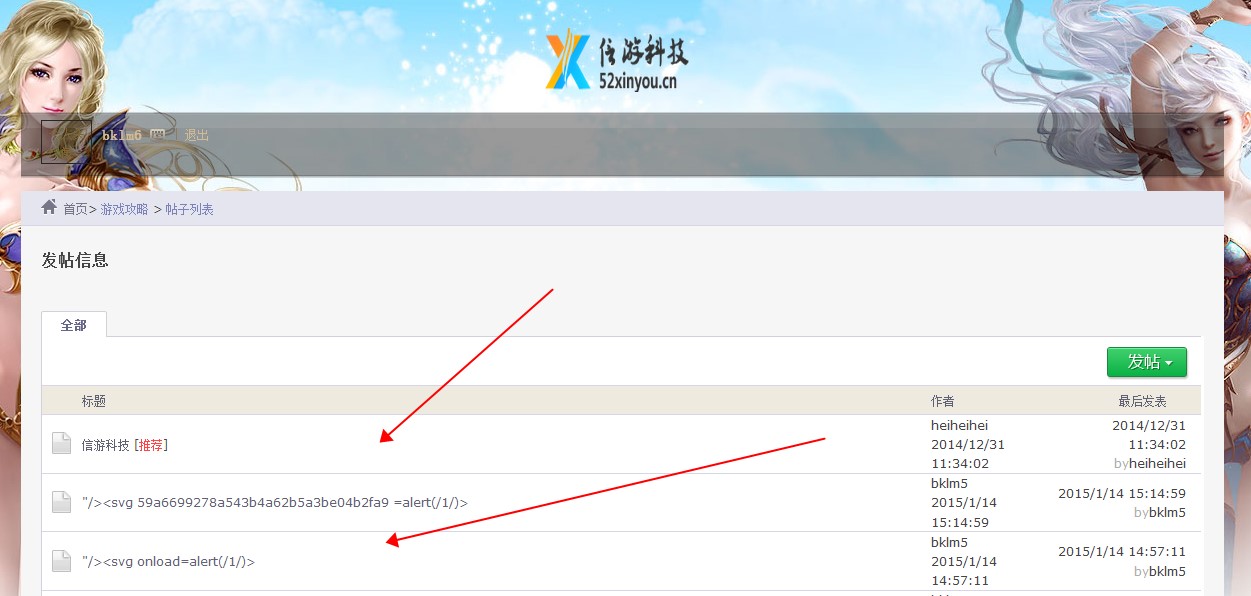 信游科技
52xinyou.cn
bklm6 | 退出
首页> 游戏攻略 > 帖子列表
发帖信息
全部
发帖
标题 作者 最后发表
信游科技 [推荐]
heiheihei
2014/12/31
11:34:02
2014/12/31
11:34:02
byheiheihei
"/><svg 59a6699278a543b4a62b5a3be04b2fa9 =alert(/1/)>
bklm5
2015/1/14
15:14:59
2015/1/14 15:14:59
bybklm5
"/><svg onload=alert(/1/)>
bklm5
2015/1/14
14:57:11
2015/1/14 14:57:11
bybklm5